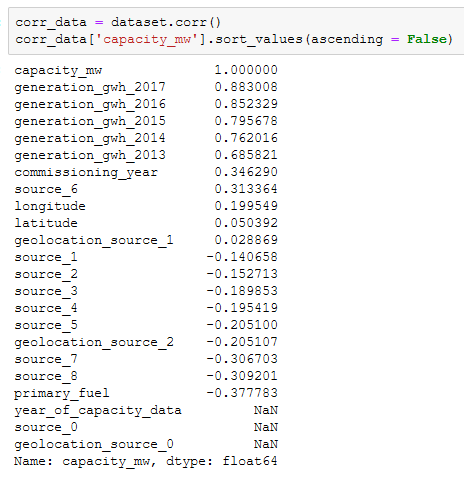 corr_data = dataset.corr()
corr_data['capacity_mw'].sort_values(ascending = False)
capacity_mw 1.000000
generation_gwh_2017 0.883008
generation_gwh_2016 0.852329
generation_gwh_2015 0.795678
generation_gwh_2014 0.762016
generation_gwh_2013 0.685821
commissioning_year 0.346290
source_6 0.313364
longitude 0.199549
latitude 0.050392
geolocation_source_1 0.028869
source_1 -0.140658
source_2 -0.152713
source_3 -0.189853
source_4 -0.195419
source_5 -0.205100
geolocation_source_2 -0.205107
source_7 -0.306703
source_8 -0.309201
primary_fuel -0.377783
year_of_capacity_data NaN
source_0 NaN
geolocation_source_0 NaN
Name: capacity_mw, dtype: float64